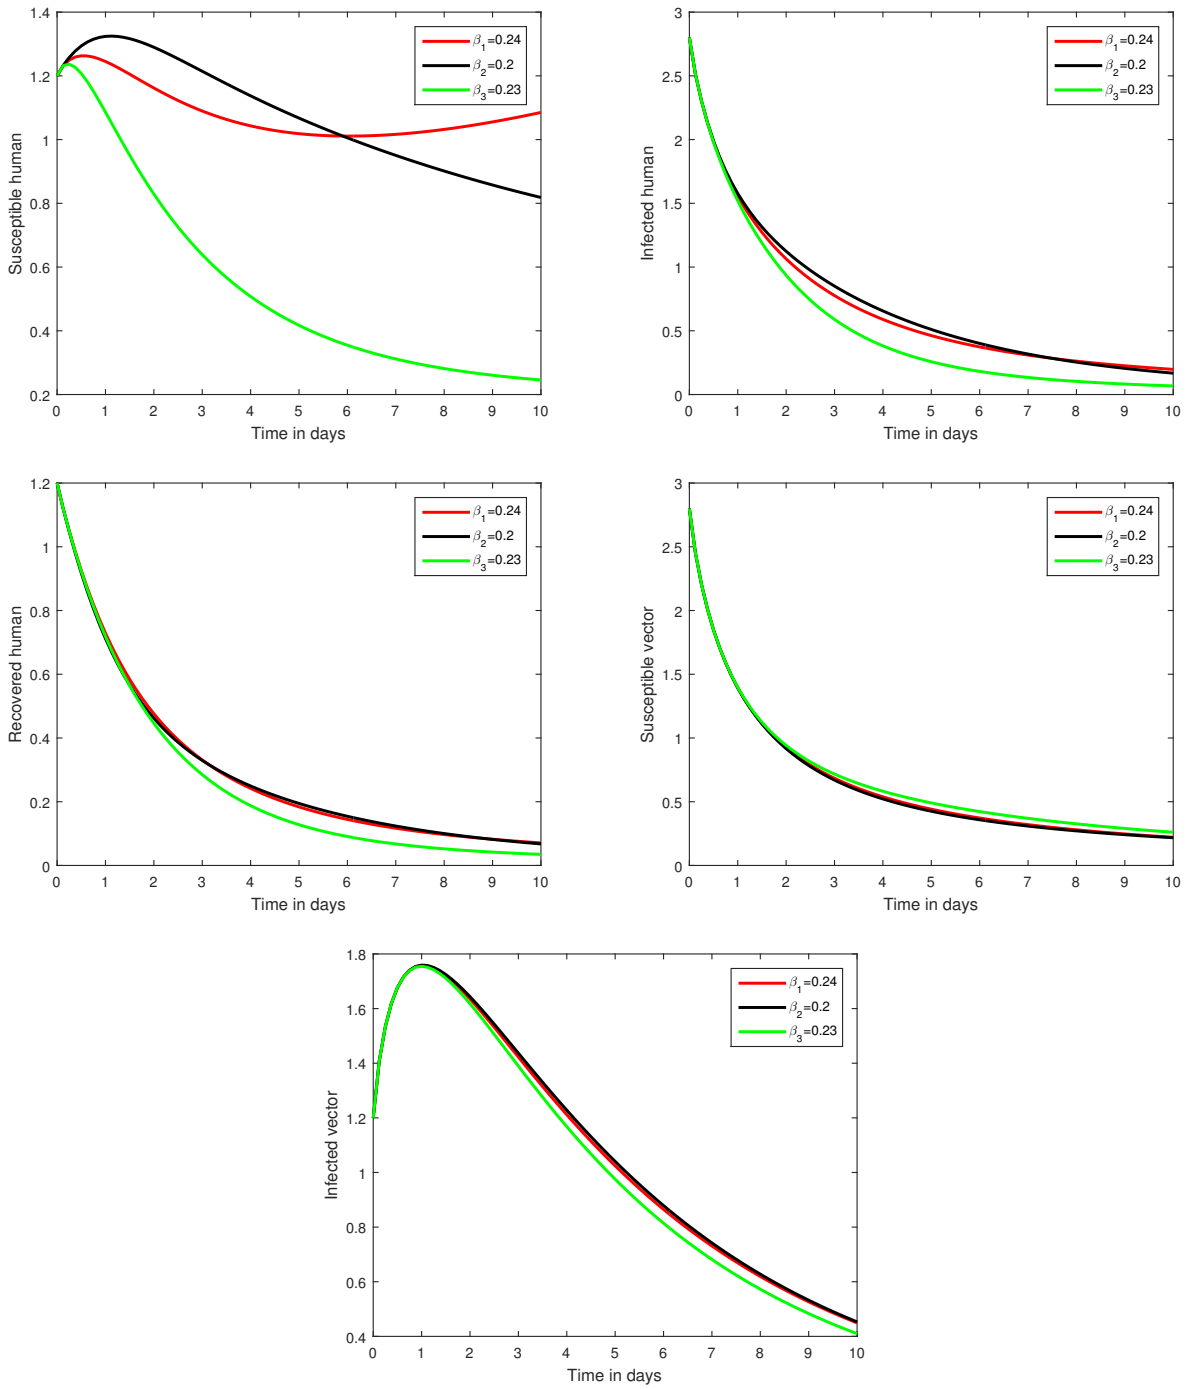 Susceptible human
1.4
1.2
1
0.8
0.6
0.4
0.2
β1=0.24
β2=0.2
β3=0.23
0 1 2 3 4 5 6 7 8 9 10
Time in days
Infected human
3
2.5
2
1.5
1
0.5
0
β1=0.24
β2=0.2
β3=0.23
0 1 2 3 4 5 6 7 8 9 10
Time in days
Recovered human
1.2
1
0.8
0.6
0.4
0.2
0
β1=0.24
β2=0.2
β3=0.23
0 1 2 3 4 5 6 7 8 9 10
Time in days
Susceptible vector
3
2.5
2
1.5
1
0.5
0
β1=0.24
β2=0.2
β3=0.23
0 1 2 3 4 5 6 7 8 9 10
Time in days
Infected vector
1.8
1.6
1.4
1.2
1
0.8
0.6
0.4
β1=0.24
β2=0.2
β3=0.23
0 1 2 3 4 5 6 7 8 9 10
Time in days